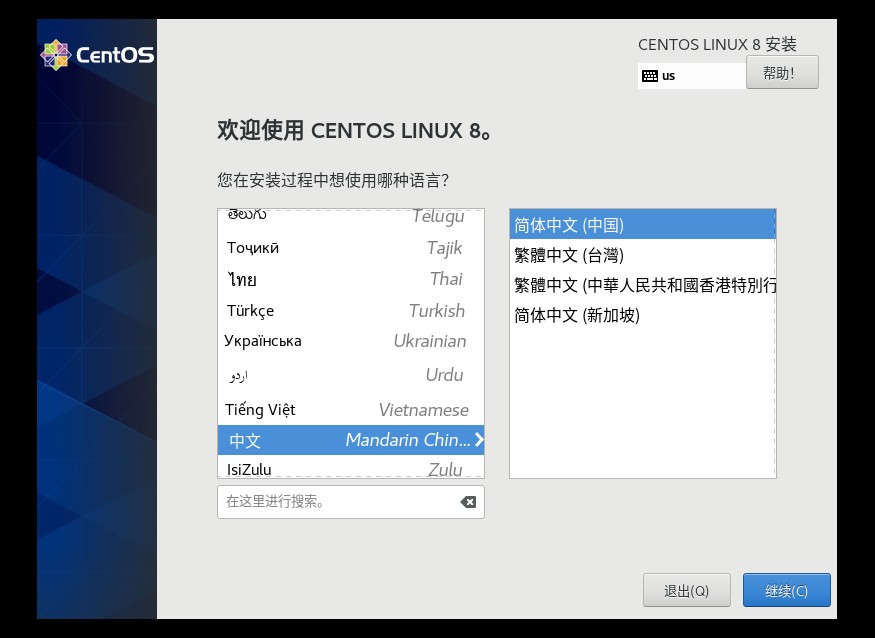 CentOS
CENTOS LINUX 8 安装
us
帮助！
欢迎使用 CENTOS LINUX 8。
您在安装过程中想使用哪种语言？
తెలుగు Telugu
Тоҷикӣ Tajik
ไทย Thai
Türkçe Turkish
Українська Ukrainian
اردو Urdu
Tiếng Việt Vietnamese
中文 Mandarin Chin...
IsiZulu Zulu
简体中文 (中国)
繁體中文 (台灣)
繁體中文 (中華人民共和國香港特別行
简体中文 (新加坡)
在这里进行搜索。
退出(Q)
继续(C)